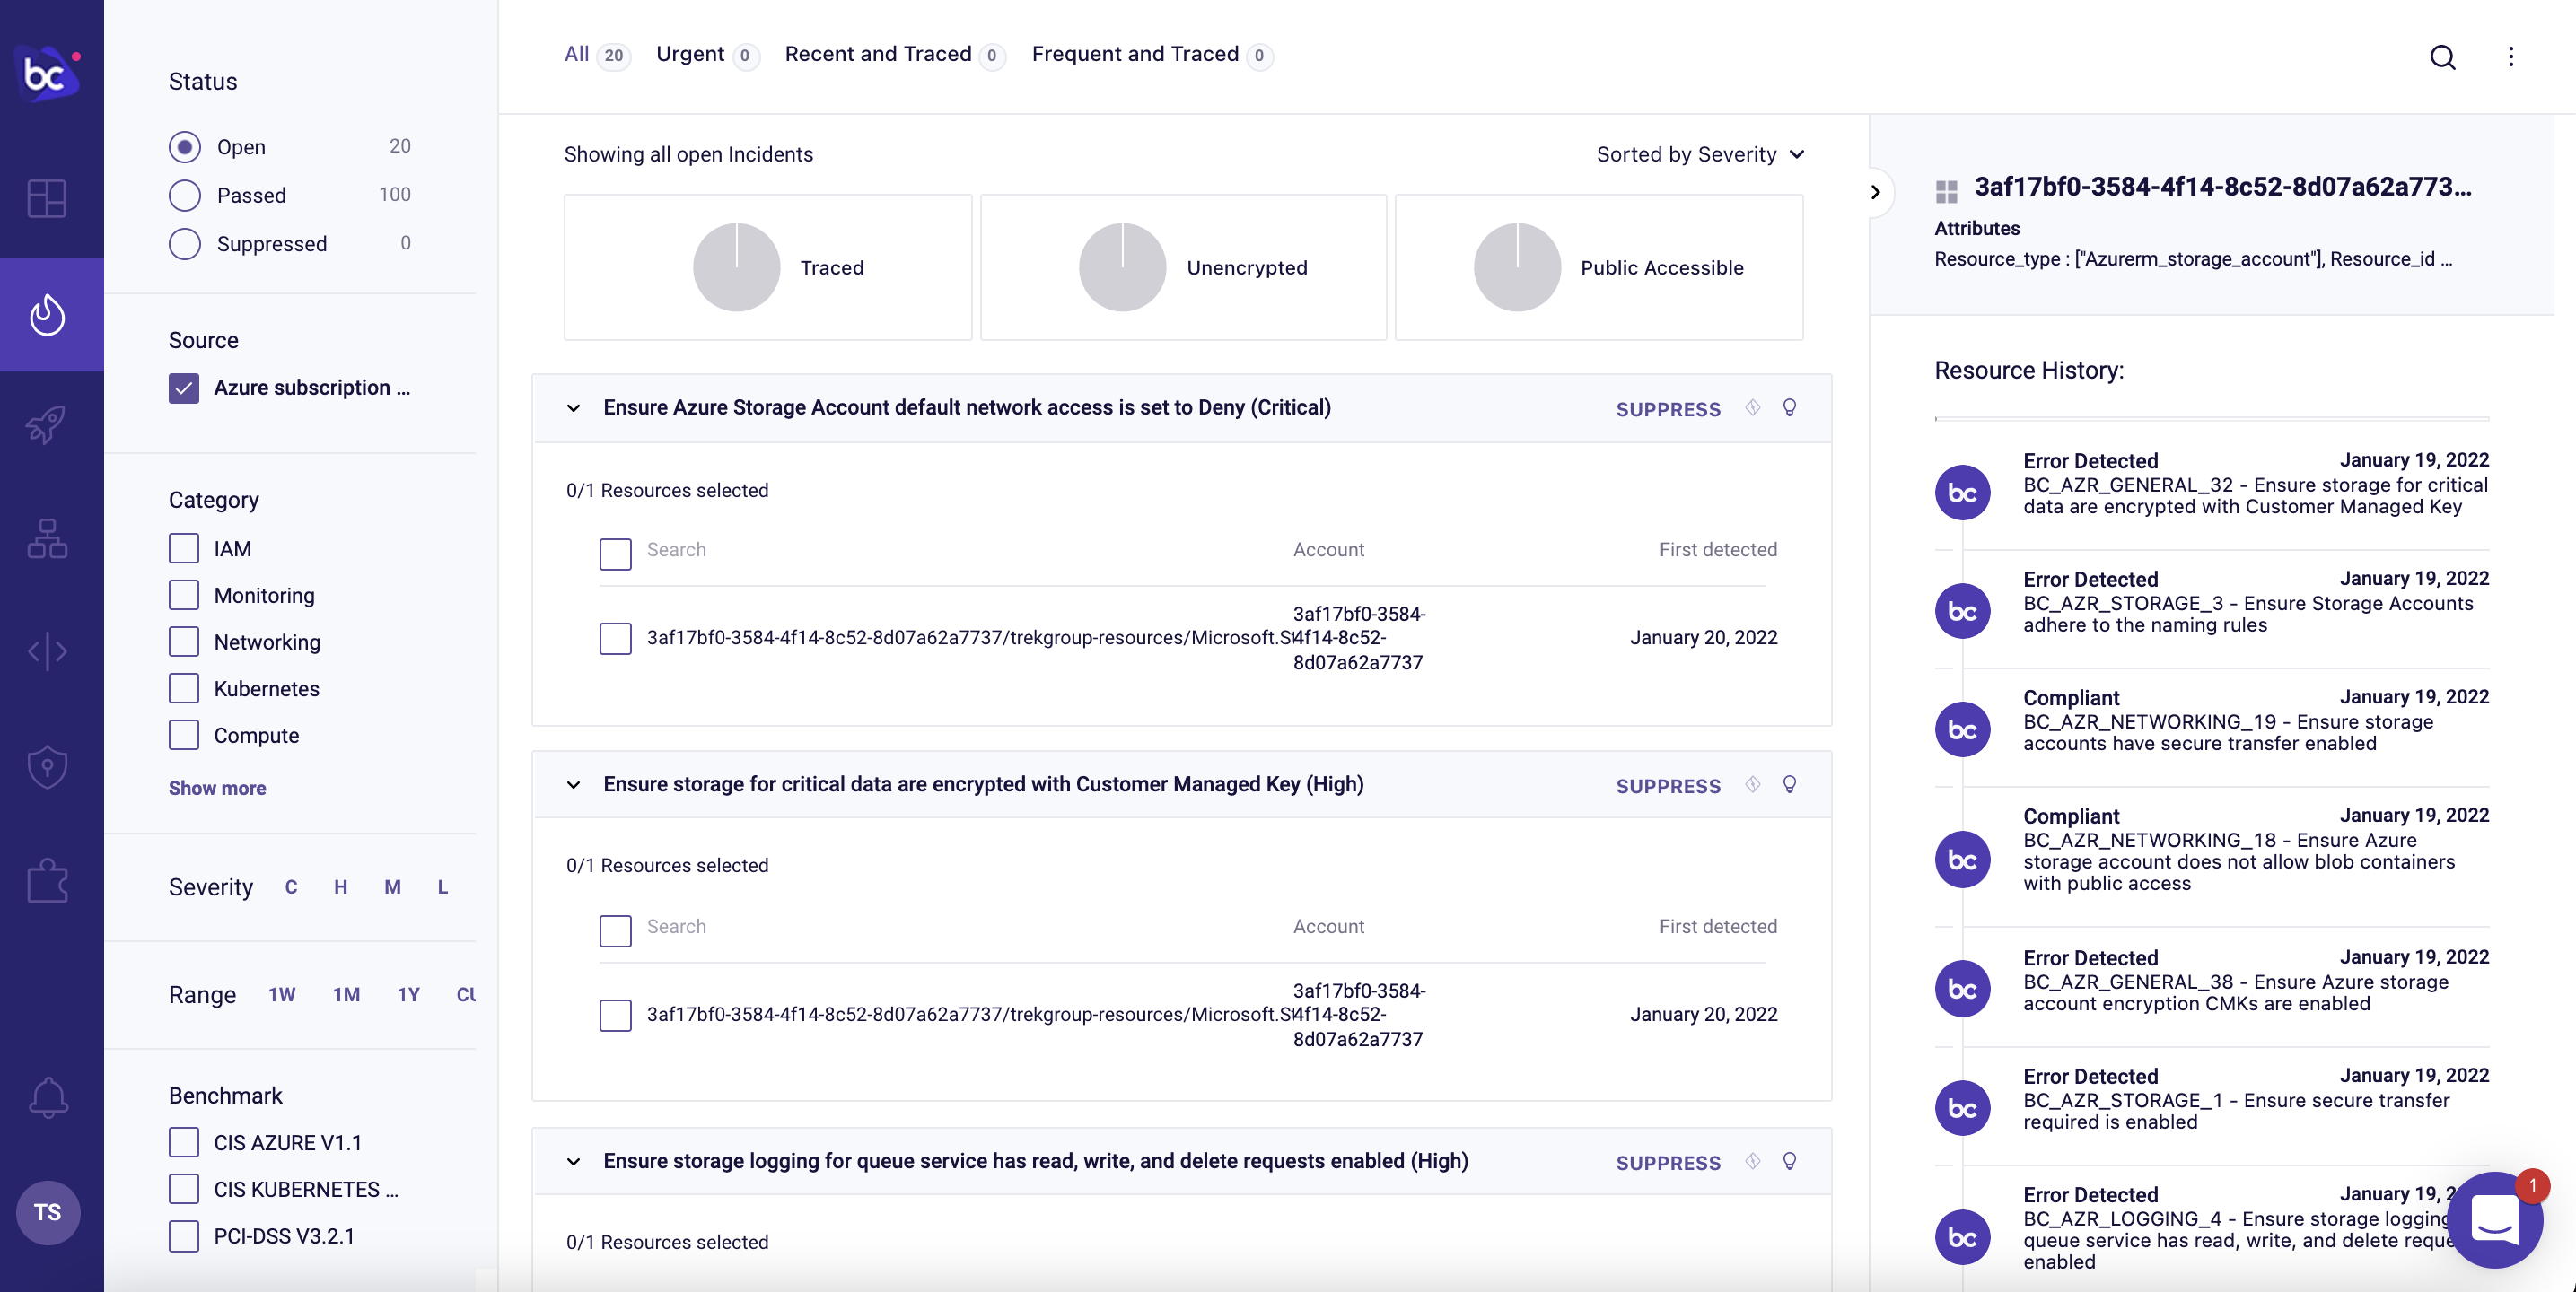 bc
TS
Status
Open 20
Passed 100
Suppressed 0
Source
Azure subscription ...
Category
IAM
Monitoring
Networking
Kubernetes
Compute
Show more
Severity C H M L
Range 1W 1M 1Y
Benchmark
CIS AZURE V1.1
CIS KUBERNETES ...
PCI-DSS V3.2.1
All 20 Urgent 0 Recent and Traced 0 Frequent and Traced 0
Showing all open Incidents
Sorted by Severity
Traced
Unencrypted
Public Accessible
Ensure Azure Storage Account default network access is set to Deny (Critical)
SUPPRESS
0/1 Resources selected
Search Account First detected
3af17bf0-3584-4f14-8c52-8d07a62a7737/trekgroup-resources/Microsoft.S
3af17bf0-3584-
4f14-8c52-
8d07a62a7737
January 20, 2022
Ensure storage for critical data are encrypted with Customer Managed Key (High)
SUPPRESS
0/1 Resources selected
Search Account First detected
3af17bf0-3584-4f14-8c52-8d07a62a7737/trekgroup-resources/Microsoft.S
3af17bf0-3584-
4f14-8c52-
8d07a62a7737
January 20, 2022
Ensure storage logging for queue service has read, write, and delete requests enabled (High)
SUPPRESS
0/1 Resources selected
3af17bf0-3584-4f14-8c52-8d07a62a773...
Attributes
Resource_type : ["Azurerm_storage_account"], Resource_id ...
Resource History:
bc
Error Detected January 19, 2022
BC_AZR_GENERAL_32 - Ensure storage for critical
data are encrypted with Customer Managed Key
bc
Error Detected January 19, 2022
BC_AZR_STORAGE_3 - Ensure Storage Accounts
adhere to the naming rules
bc
Compliant January 19, 2022
BC_AZR_NETWORKING_19 - Ensure storage
accounts have secure transfer enabled
bc
Compliant January 19, 2022
BC_AZR_NETWORKING_18 - Ensure Azure
storage account does not allow blob containers
with public access
bc
Error Detected January 19, 2022
BC_AZR_GENERAL_38 - Ensure Azure storage
account encryption CMKs are enabled
bc
Error Detected January 19, 2022
BC_AZR_STORAGE_1 - Ensure secure transfer
required is enabled
bc
Error Detected January 19, 2
BC_AZR_LOGGING_4 - Ensure storage logging
queue service has read, write, and delete reque
enabled
1